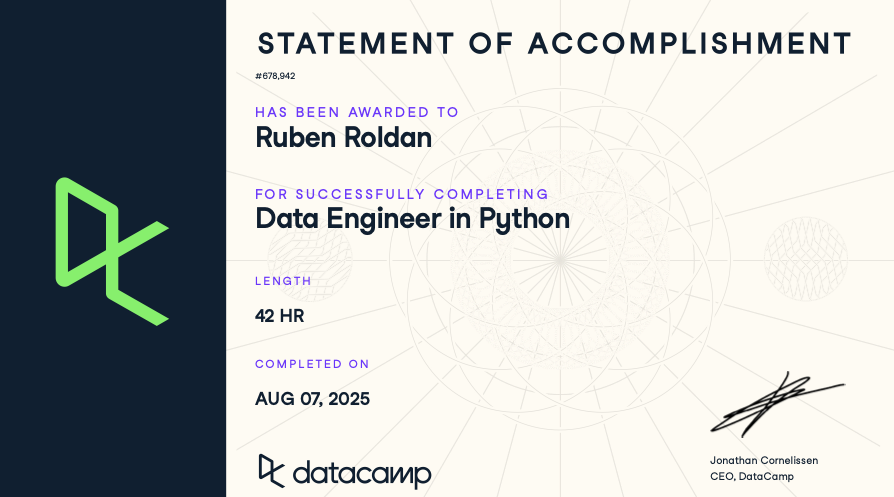 STATEMENT OF ACCOMPLISHMENT
#678,942
HAS BEEN AWARDED TO
Ruben Roldan
FOR SUCCESSFULLY COMPLETING
Data Engineer in Python
LENGTH
42 HR
COMPLETED ON
AUG 07, 2025
datacamp
Jonathan Cornelissen
CEO, DataCamp